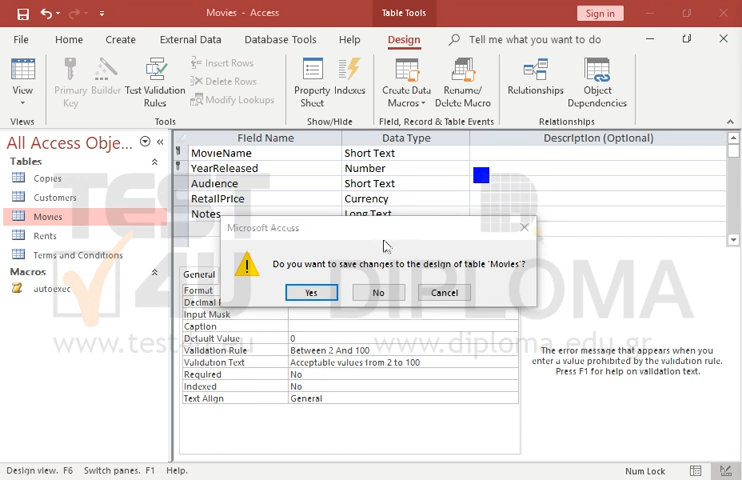 Movies - Access
Table Tools
Sign in
File
Home
Create
External Data
Database Tools
Help
Design
Tell me what you want to do
View
Primary Key
Builder
Test Validation Rules
Insert Rows
Delete Rows
Modify Lookups
Property Sheet
Indexes
Create Data Macros
Rename/ Delete Macro
Relationships
Object Dependencies
Views
Tools
Show/Hide
Field, Record & Table Events
Relationships
All Access Obje...
Tables
Copies
Customers
Movies
Rents
Terms and Conditions
Macros
autoexec
Field Name Data Type Description (Optional)
MovieName Short Text
YearReleased Number
Audience Short Text
RetailPrice Currency
Notes Long Text
Microsoft Access
Do you want to save changes to the design of table 'Movies'?
Yes No Cancel
General
Format
Decimal
Input Mask
Caption
Default Value 0
Validation Rule Between 2 And 100
Validation Text Acceptable values from 2 to 100
Required No
Indexed No
Text Align General
The error message that appears when you
enter a value prohibited by the validation rule.
Press F1 for help on validation text.
Design view. F6 Switch panes. F1 Help.
Num Lock
TEST
4U
DIPLOMA
www.diploma.edu.gr